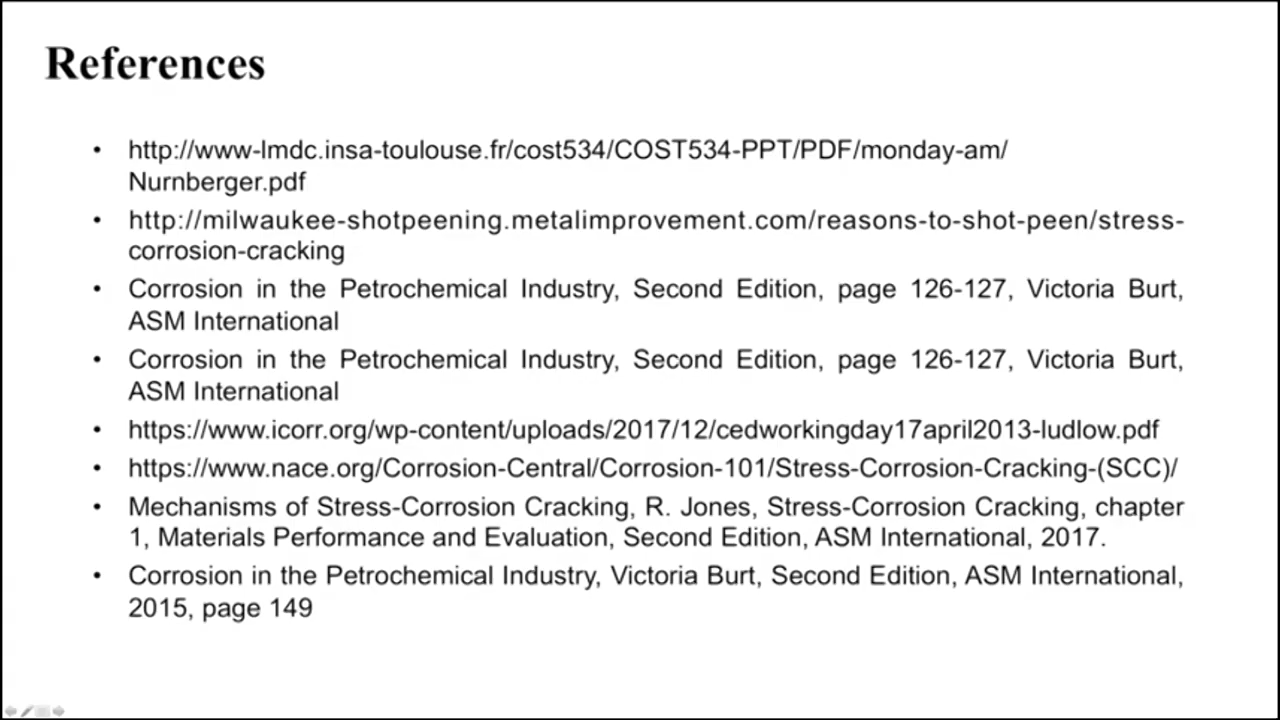 References
• http://www-lmdc.insa-toulouse.fr/cost534/COST534-PPT/PDF/monday-am/
Nurnberger.pdf
• http://milwaukee-shotpeening.metalimprovement.com/reasons-to-shot-peen/stress-
corrosion-cracking
• Corrosion in the Petrochemical Industry, Second Edition, page 126-127, Victoria Burt,
ASM International
• Corrosion in the Petrochemical Industry, Second Edition, page 126-127, Victoria Burt,
ASM International
• https://www.icorr.org/wp-content/uploads/2017/12/cedworkingday17april2013-ludlow.pdf
• https://www.nace.org/Corrosion-Central/Corrosion-101/Stress-Corrosion-Cracking-(SCC)/
• Mechanisms of Stress-Corrosion Cracking, R. Jones, Stress-Corrosion Cracking, chapter
1, Materials Performance and Evaluation, Second Edition, ASM International, 2017.
• Corrosion in the Petrochemical Industry, Victoria Burt, Second Edition, ASM International,
2015, page 149